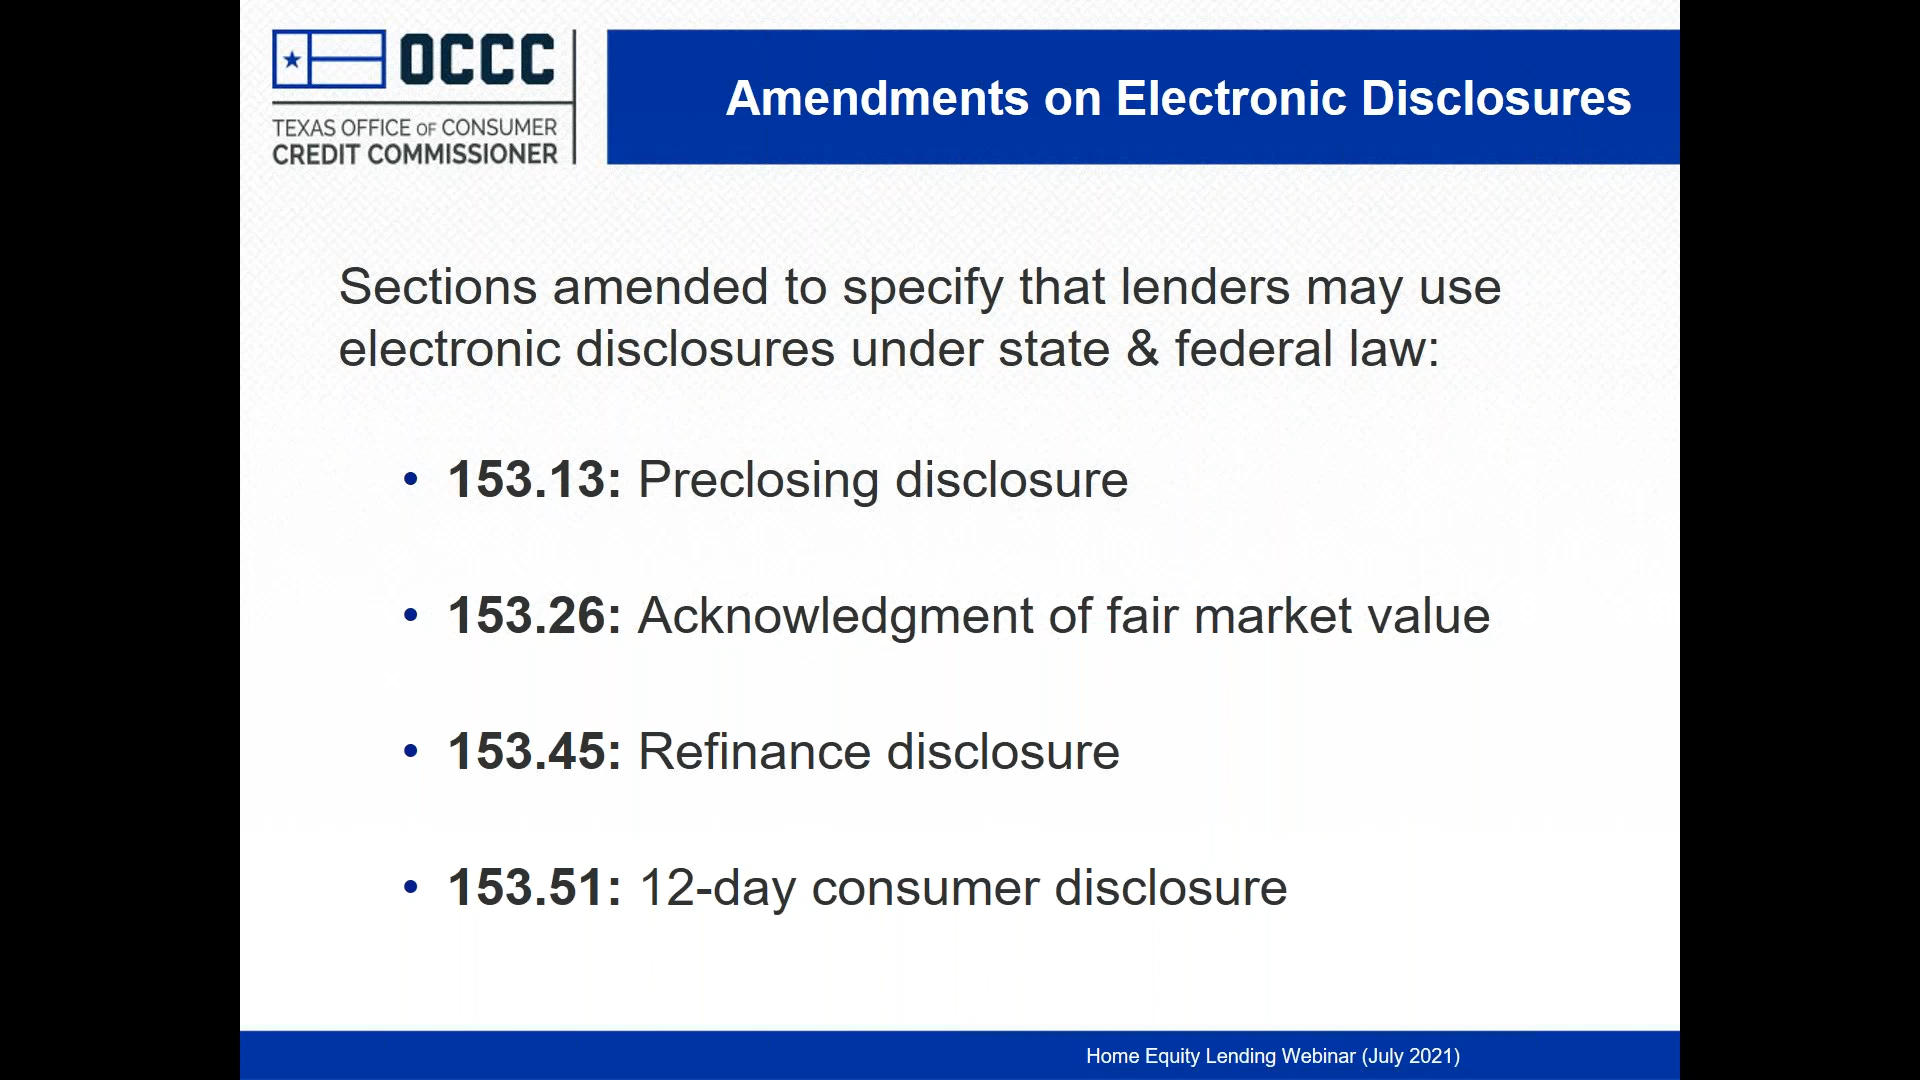 OCCC
TEXAS OFFICE OF CONSUMER
CREDIT COMMISSIONER
Amendments on Electronic Disclosures
Sections amended to specify that lenders may use
electronic disclosures under state & federal law:
• 153.13: Preclosing disclosure
• 153.26: Acknowledgment of fair market value
• 153.45: Refinance disclosure
• 153.51: 12-day consumer disclosure
Home Equity Lending Webinar (July 2021)